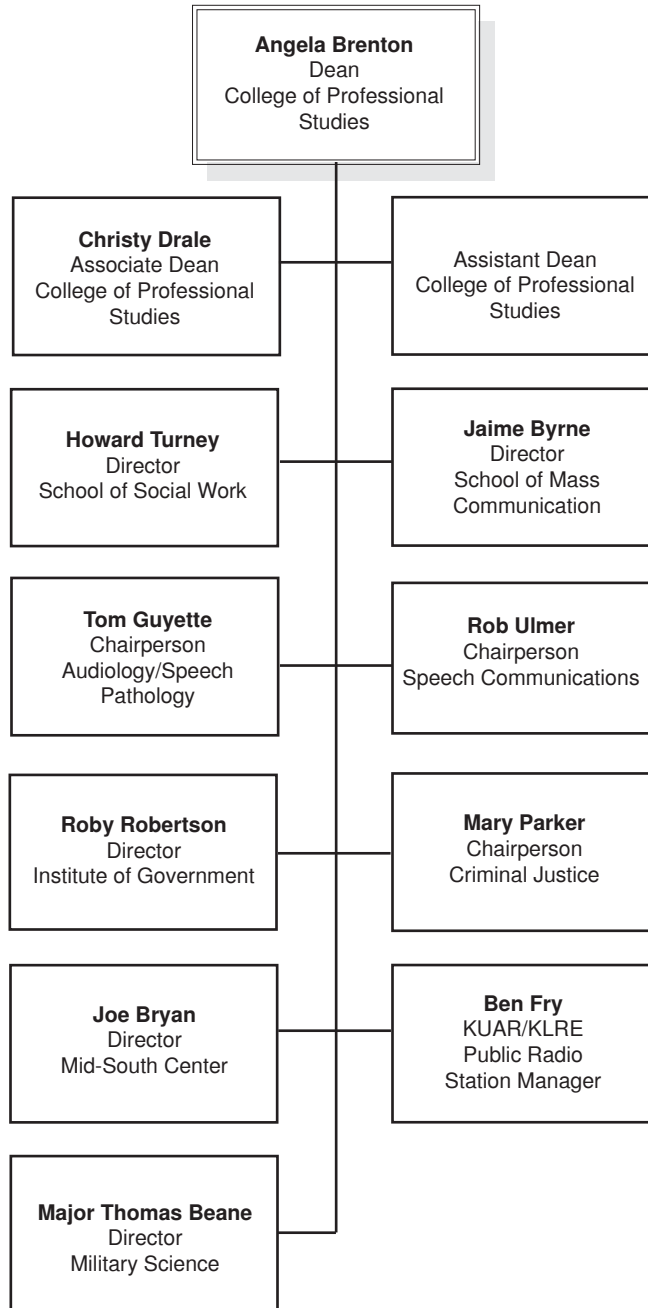 Angela Brenton
Dean
College of Professional
Studies
Christy Drale
Associate Dean
College of Professional
Studies
Assistant Dean
College of Professional
Studies
Howard Turney
Director
School of Social Work
Jaime Byrne
Director
School of Mass
Communication
Tom Guyette
Chairperson
Audiology/Speech
Pathology
Rob Ulmer
Chairperson
Speech Communications
Roby Robertson
Director
Institute of Government
Mary Parker
Chairperson
Criminal Justice
Joe Bryan
Director
Mid-South Center
Ben Fry
KUAR/KLRE
Public Radio
Station Manager
Major Thomas Beane
Director
Military Science